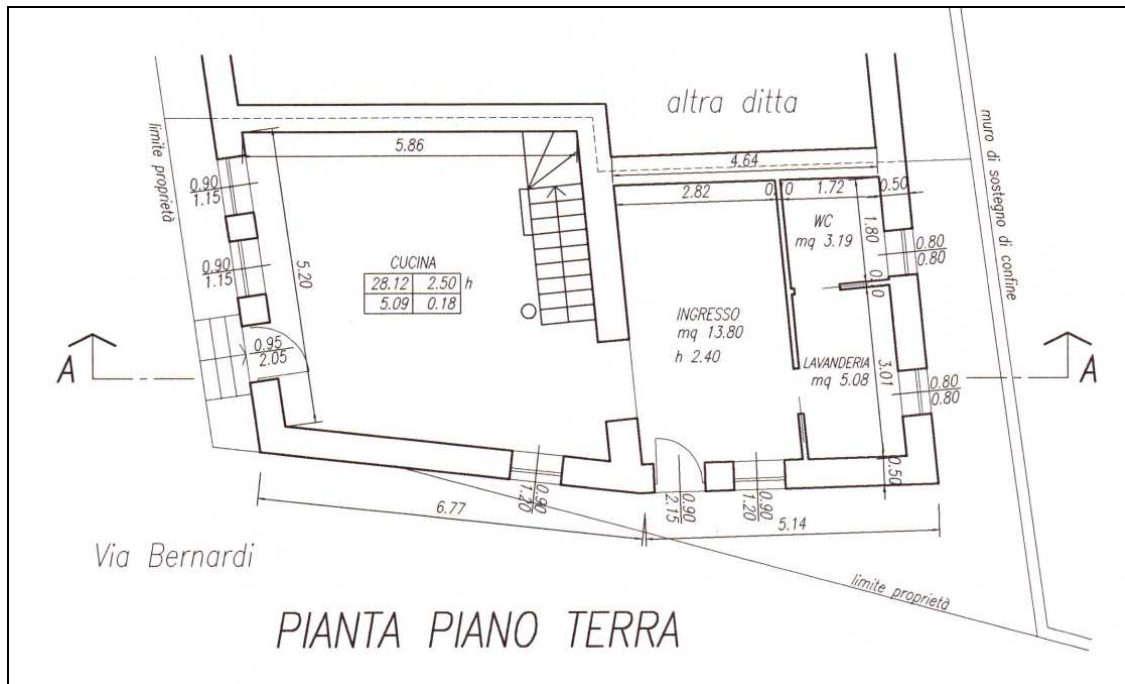 altra ditta
limite proprietà
muro di sostegno di confine
5.86
4.64
2.82
0.10
1.72
0.50
0.90
1.15
WC
mq 3.19
1.80
0.80
0.80
5.20
0.90
1.15
CUCINA
28.12 2.50 h
5.09 0.18
0.10
INGRESSO
mq 13.80
h 2.40
0.95
2.05
A
A
LAVANDERIA
mq 5.08
3.01
0.80
0.80
0.50
0.90
1.20
0.90
2.15
0.90
1.20
6.77
5.14
Via Bernardi
limite proprietà
PIANTA PIANO TERRA